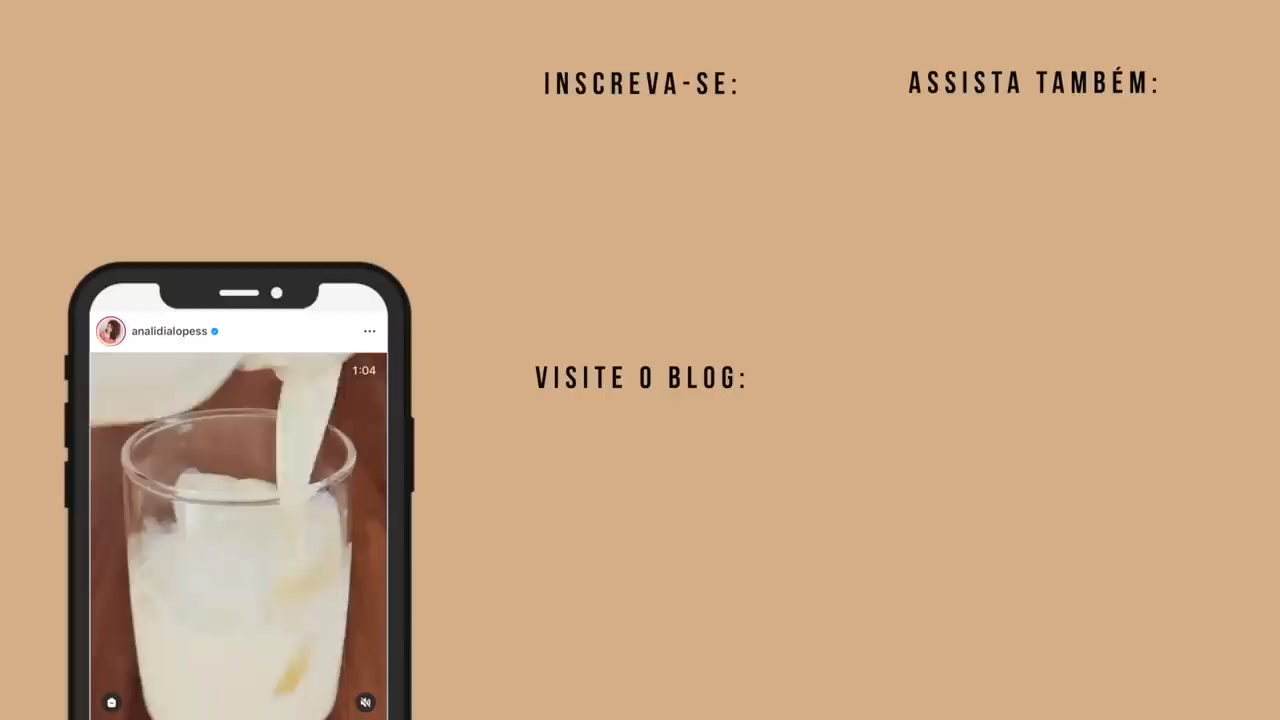 INSCREVA-SE:
ASSISTA TAMBÉM:
analidialopess
1:04
VISITE O BLOG: